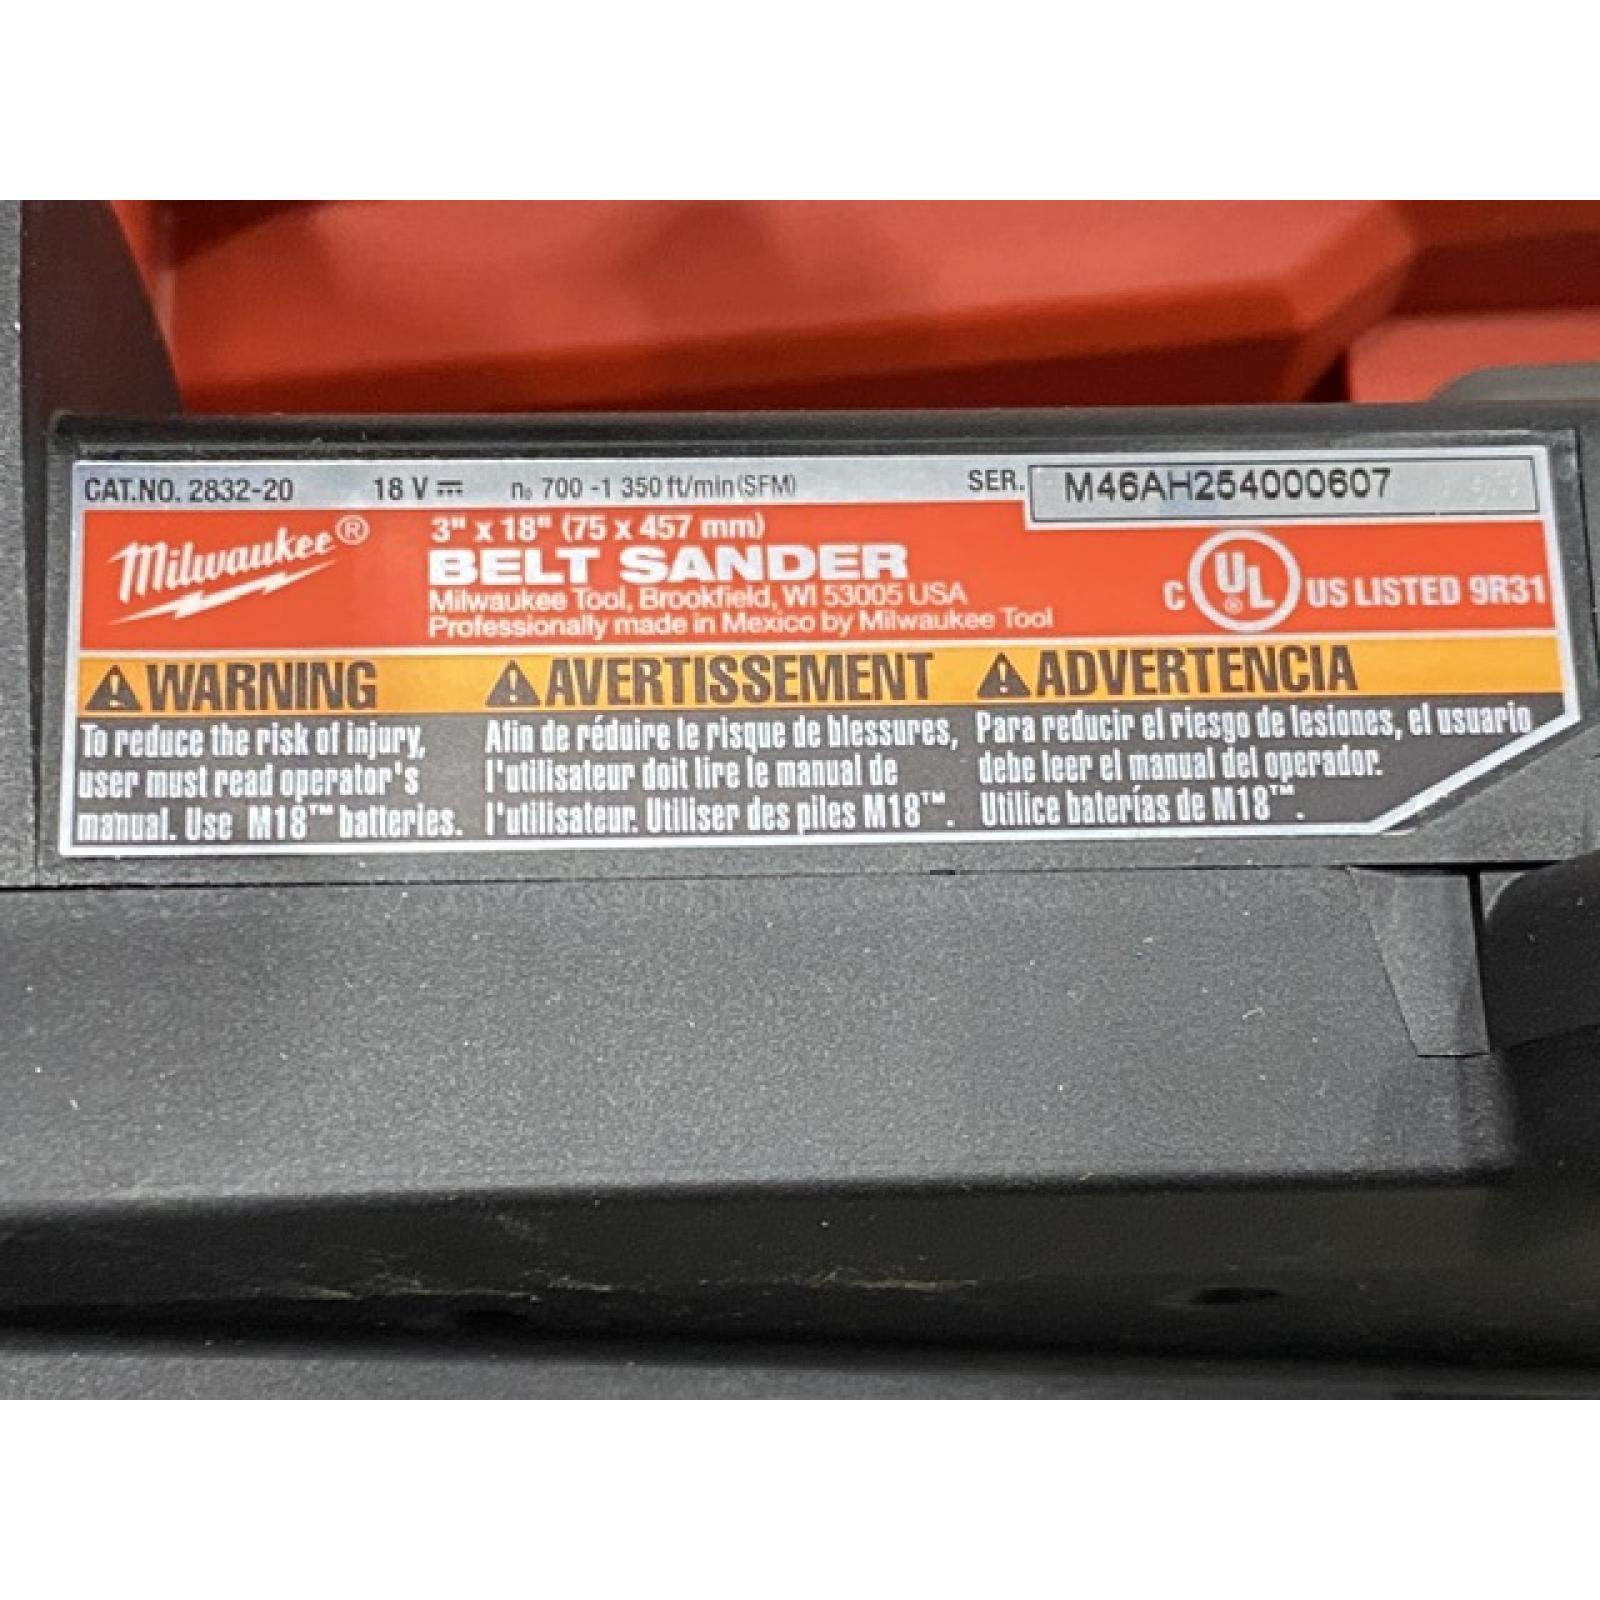 CAT.NO. 2832-20 18 V n₀ 700 -1 350 ft/min(SFM) SER. M46AH254000607
3" x 18" (75 x 457 mm)
Milwaukee®
BELT SANDER
Milwaukee Tool, Brookfield, WI 53005 USA
Professionally made in Mexico by Milwaukee Tool
C UL® US LISTED 9R31
WARNING
To reduce the risk of injury,
user must read operator's
manual. Use M18™ batteries.
AVERTISSEMENT
Afin de réduire le risque de blessures,
l'utilisateur doit lire le manual de
l'utilisateur. Utiliser des piles M18™.
ADVERTENCIA
Para reducir el riesgo de lesiones, el usuario
debe leer el manual del operador.
Utilice baterías de M18™.